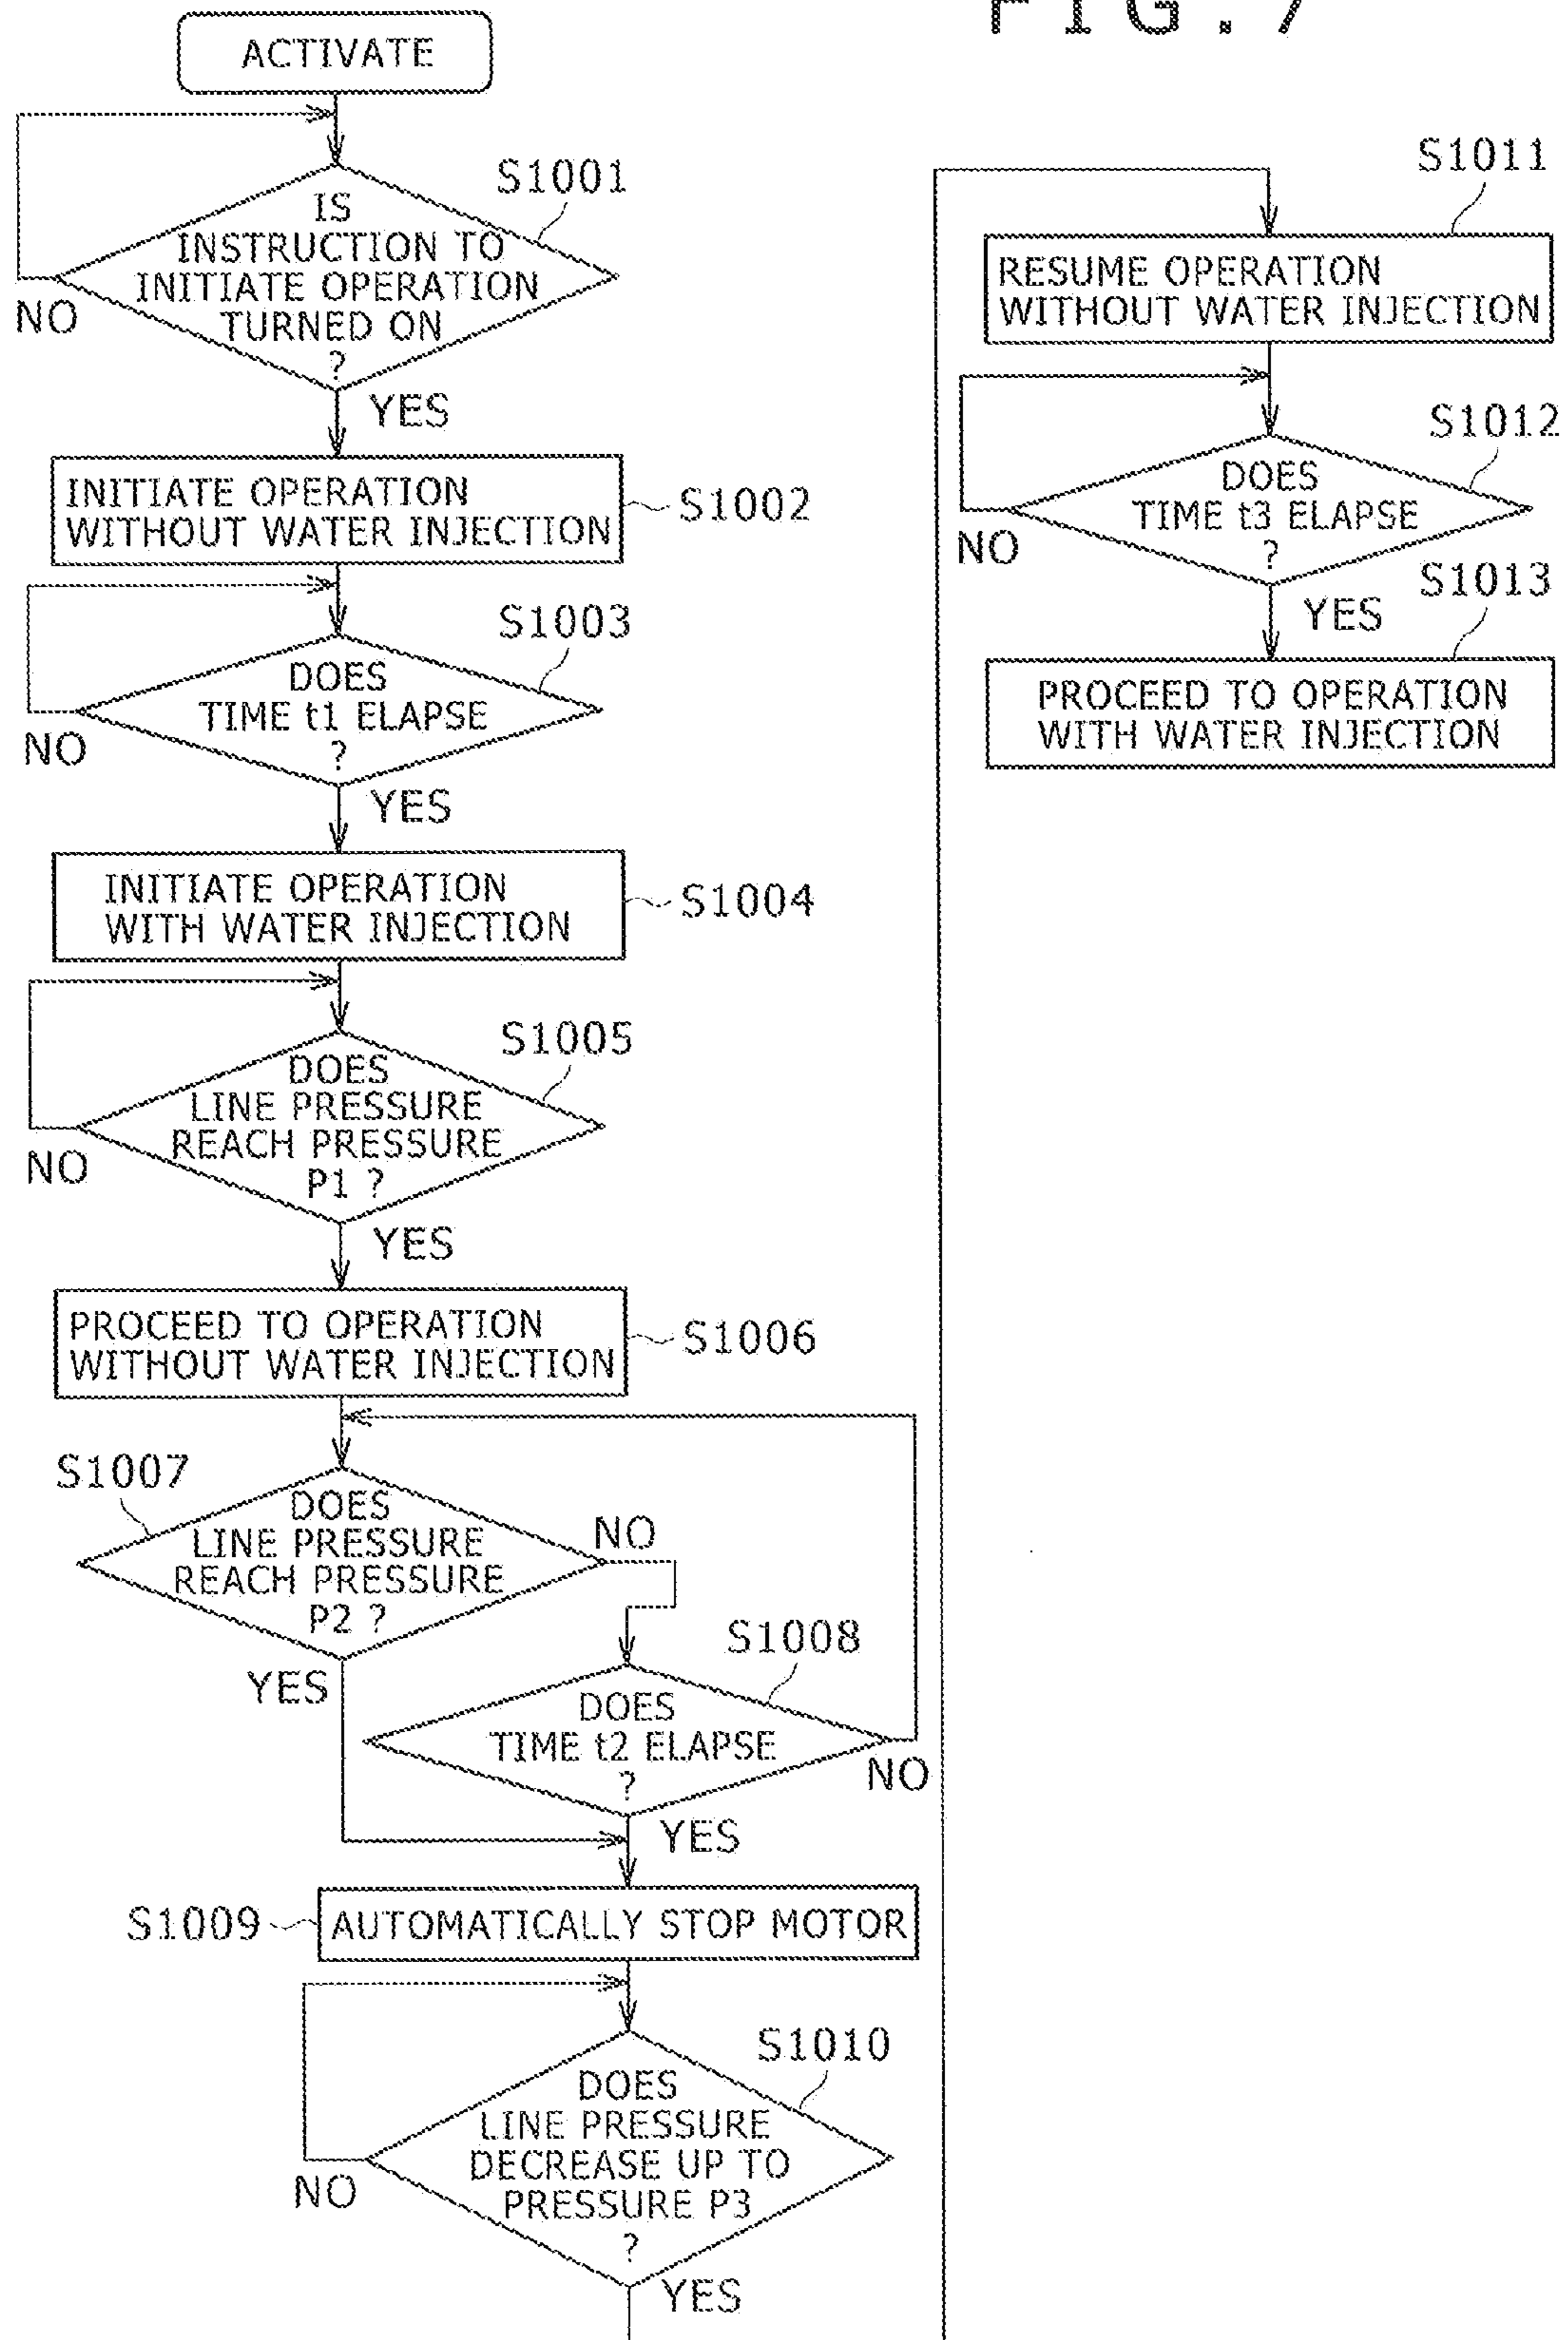 FIG.7
ACTIVATE
S1001
IS
INSTRUCTION TO
INITIATE OPERATION
TURNED ON
?
NO
YES
INITIATE OPERATION
WITHOUT WATER INJECTION
S1002
S1003
DOES
TIME t1 ELAPSE
?
NO
YES
INITIATE OPERATION
WITH WATER INJECTION
S1004
S1005
DOES
LINE PRESSURE
REACH PRESSURE
P1 ?
NO
YES
PROCEED TO OPERATION
WITHOUT WATER INJECTION
S1006
S1007
DOES
LINE PRESSURE
REACH PRESSURE
P2 ?
NO
YES
S1008
DOES
TIME t2 ELAPSE
?
NO
YES
S1009
AUTOMATICALLY STOP MOTOR
S1010
DOES
LINE PRESSURE
DECREASE UP TO
PRESSURE P3
?
NO
YES
S1011
RESUME OPERATION
WITHOUT WATER INJECTION
S1012
DOES
TIME t3 ELAPSE
?
NO
YES
S1013
PROCEED TO OPERATION
WITH WATER INJECTION